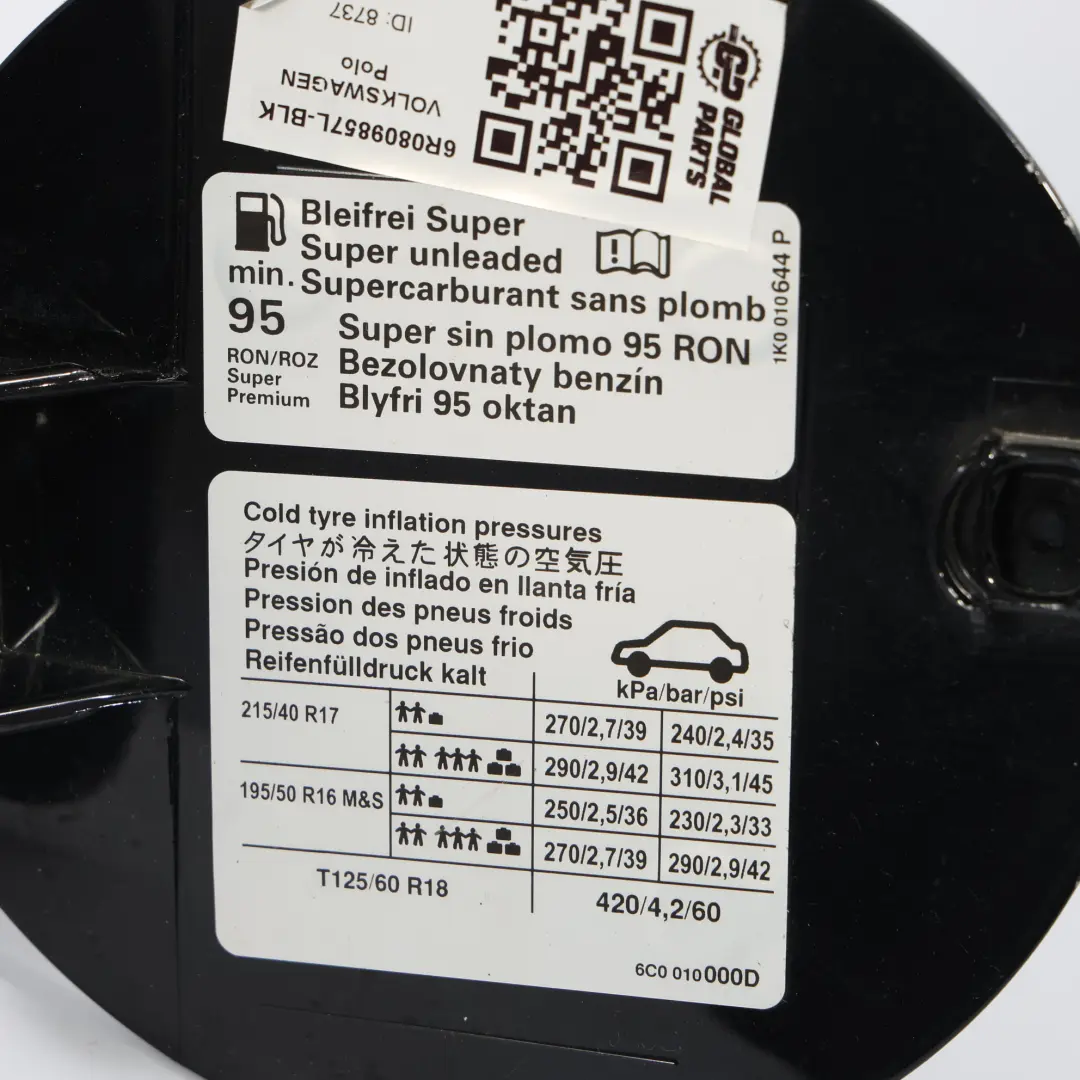 ID: 8737
Polo
VOLKSWAGEN
6R0809857L-BLK
GP
GLOBAL
PARTS
Bleifrei Super
Super unleaded
min. Supercarburant sans plomb
95 Super sin plomo 95 RON
RON/ROZ Bezolovnaty benzín
Super Blyfri 95 oktan
Premium
1K0 010644 P
Cold tyre inflation pressures
タイヤが冷えた状態の空気圧
Presión de inflado en llanta fría
Pression des pneus froids
Pressão dos pneus frio
Reifenfülldruck kalt
kPa/bar/psi
215/40 R17 270/2,7/39 240/2,4/35
290/2,9/42 310/3,1/45
195/50 R16 M&S 250/2,5/36 230/2,3/33
270/2,7/39 290/2,9/42
T125/60 R18 420/4,2/60
6C0 010000D